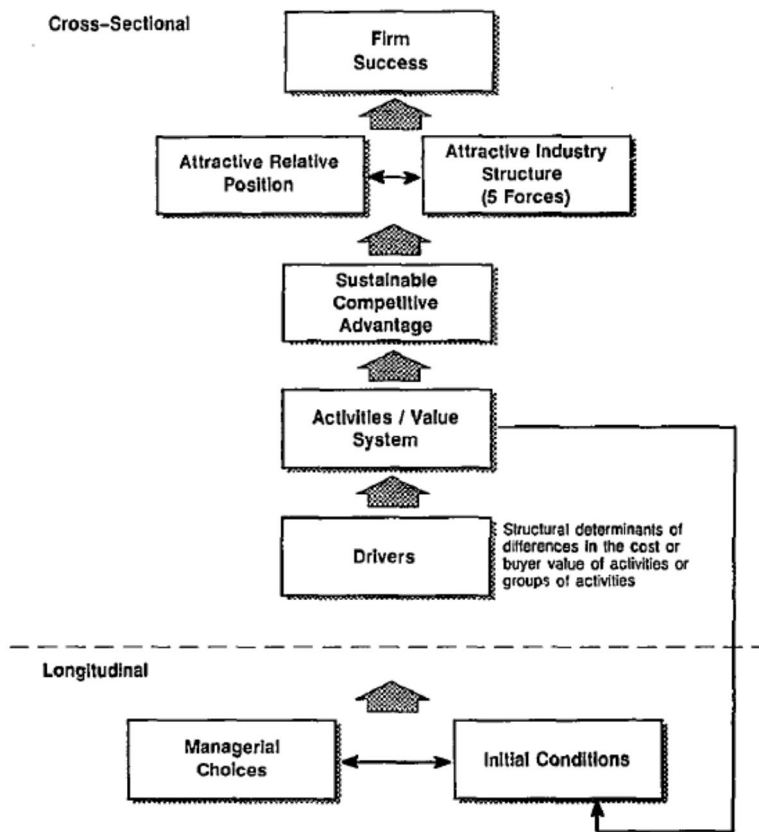 Cross-Sectional
Firm
Success
Attractive Relative
Position
Attractive Industry
Structure
(5 Forces)
Sustainable
Competitive
Advantage
Activities / Value
System
Drivers
Structural determinants of
differences in the cost or
buyer value of activities or
groups of activities
Longitudinal
Managerial
Choices
Initial Conditions